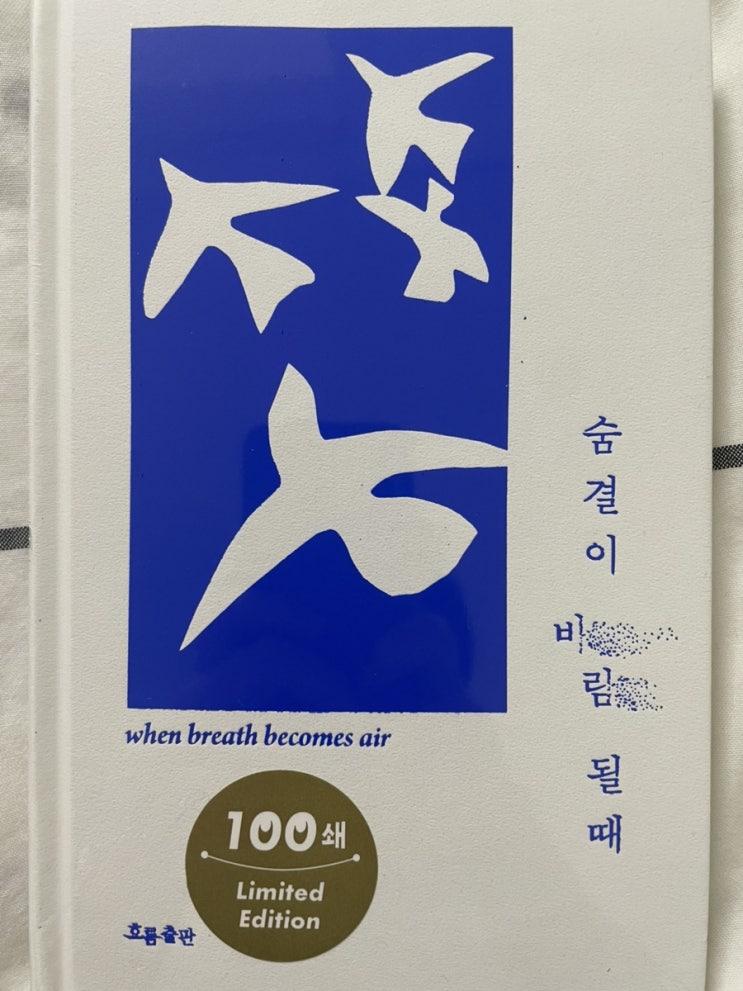 숨결이 바람 될 때
when breath becomes air
100쇄
Limited
Edition
흐름출판